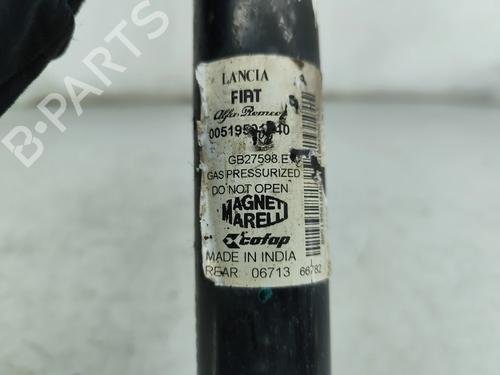 LANCIA
FIAT
Alfa Romeo
GB27598 E
GAS PRESSURIZED
DO NOT OPEN
MAGNETI
MARELLI
cofap
MADE IN INDIA
REAR 06713 66782
B-PARTS